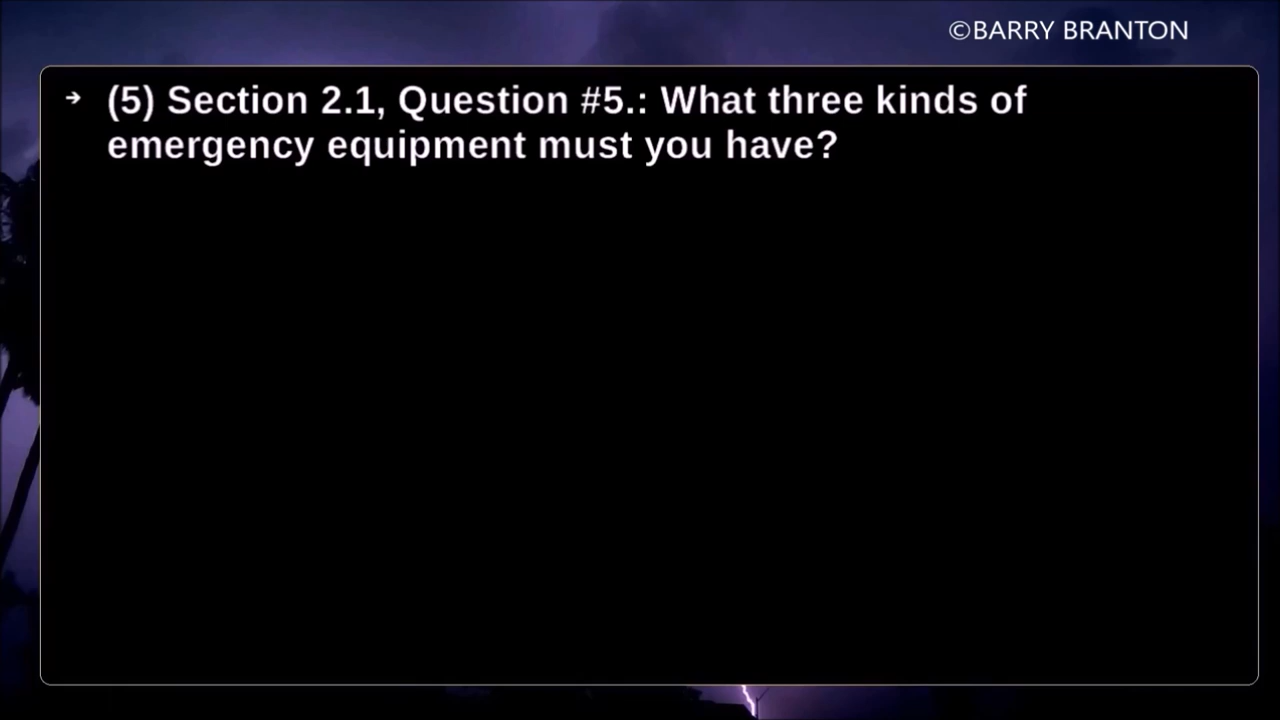 ©BARRY BRANTON
➔ (5) Section 2.1, Question #5.: What three kinds of
emergency equipment must you have?